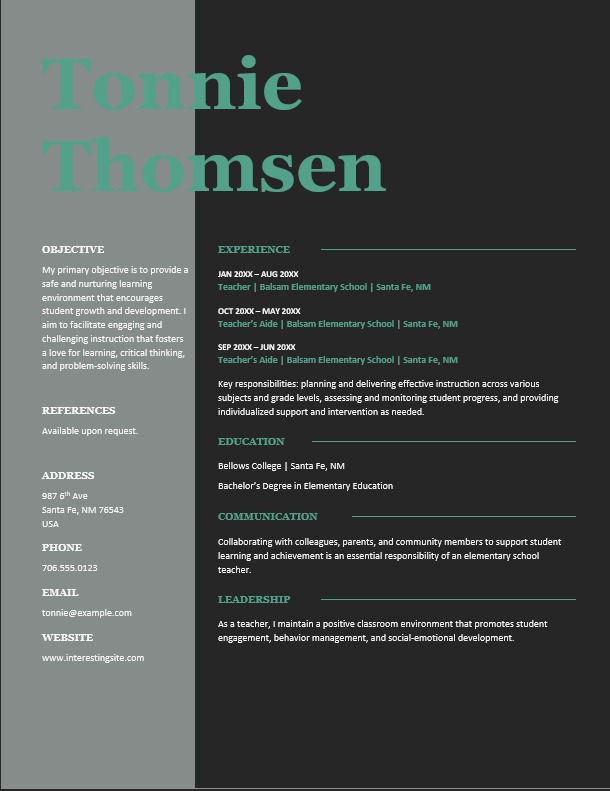 Tonnie
Thomsen
OBJECTIVE
My primary objective is to provide a
safe and nurturing learning
environment that encourages
student growth and development. I
aim to facilitate engaging and
challenging instruction that fosters
a love for learning, critical thinking,
and problem-solving skills.
REFERENCES
Available upon request.
ADDRESS
987 6th Ave
Santa Fe, NM 76543
USA
PHONE
706.555.0123
EMAIL
tonnie@example.com
WEBSITE
www.interestingsite.com
EXPERIENCE
JAN 20XX – AUG 20XX
Teacher | Balsam Elementary School | Santa Fe, NM
OCT 20XX – MAY 20XX
Teacher's Aide | Balsam Elementary School | Santa Fe, NM
SEP 20XX – JUN 20XX
Teacher's Aide | Balsam Elementary School | Santa Fe, NM
Key responsibilities: planning and delivering effective instruction across various
subjects and grade levels, assessing and monitoring student progress, and providing
individualized support and intervention as needed.
EDUCATION
Bellows College | Santa Fe, NM
Bachelor's Degree in Elementary Education
COMMUNICATION
Collaborating with colleagues, parents, and community members to support student
learning and achievement is an essential responsibility of an elementary school
teacher.
LEADERSHIP
As a teacher, I maintain a positive classroom environment that promotes student
engagement, behavior management, and social-emotional development.